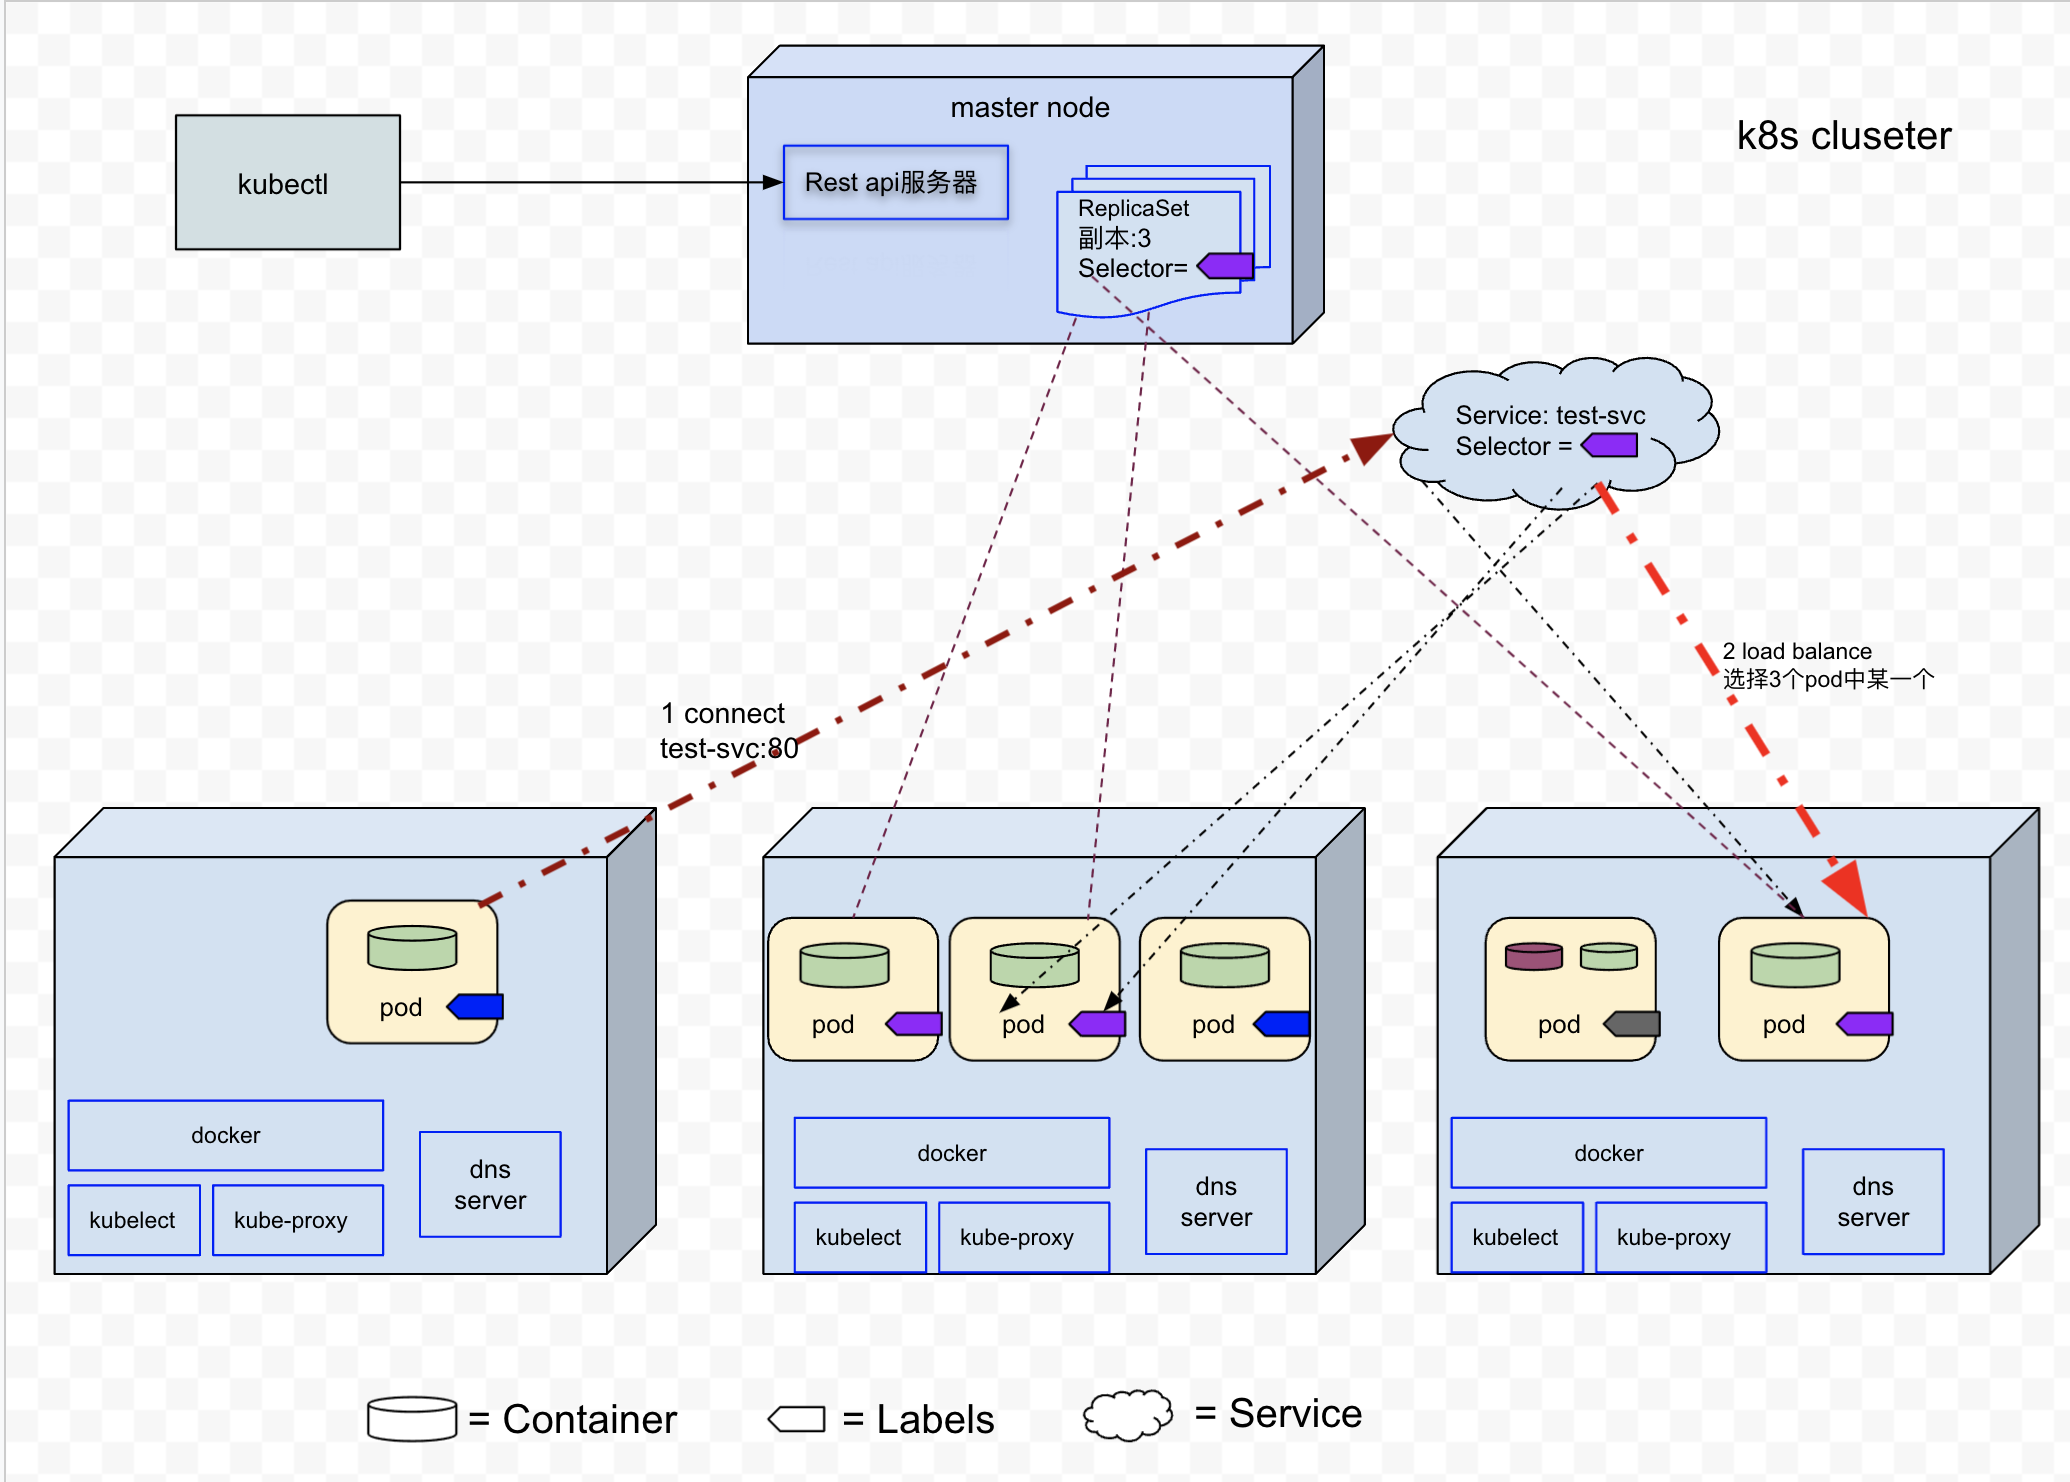 master node
k8s cluseter
kubectl
Rest api服务器
ReplicaSet
副本:3
Selector=
Service: test-svc
Selector =
2 load balance
选择3个pod中某一个
1 connect
test-svc:80
pod
docker
dns
server
kubelect
kube-proxy
pod
pod
pod
docker
dns
server
kubelect
kube-proxy
pod
pod
docker
dns
server
kubelect
kube-proxy
= Container
= Labels
= Service